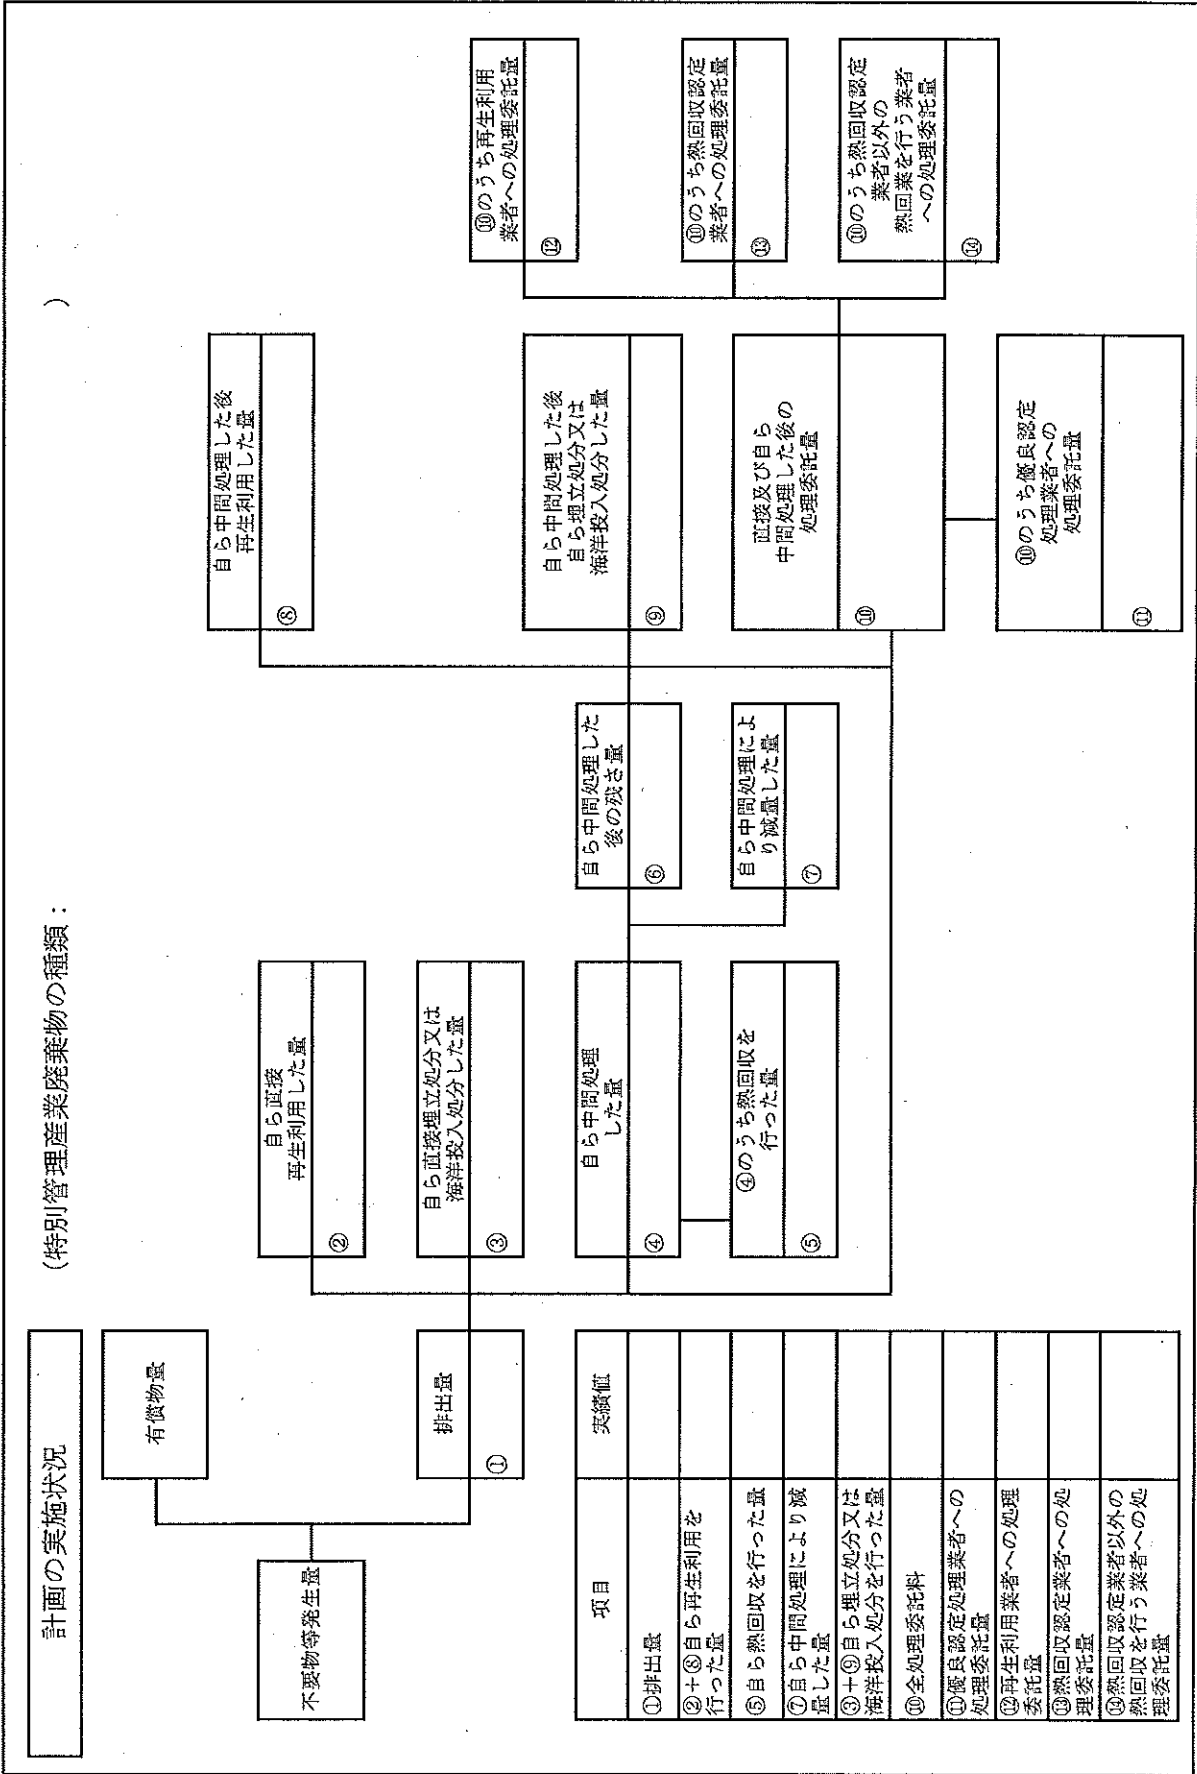 計画の実施状況
(特別管理産業廃棄物の種類：
)
不要物等発生量
有償物量
排出量
①
自ら直接
再生利用した量
②
自ら直接埋立処分又は
海洋投入処分した量
③
自ら中間処理
した量
④
④のうち熱回収を
行った量
⑤
自ら中間処理した
後の残さ量
⑥
自ら中間処理によ
り減量した量
⑦
自ら中間処理した後
再生利用した量
⑧
自ら中間処理した後
自ら埋立処分又は
海洋投入処分した量
⑨
直接及び自ら
中間処理した後の
処理委託量
⑩
⑩のうち優良認定
処理業者への
処理委託量
⑪
⑩のうち再生利用
業者への処理委託量
⑫
⑩のうち熱回収認定
業者への処理委託量
⑬
⑩のうち熱回収認定
業者以外の
熱回業を行う業者
への処理委託量
⑭
項目
実績値
①排出量
②＋⑧自ら再生利用を
行った量
⑤自ら熱回収を行った量
⑦自ら中間処理により減
量した量
③＋⑨自ら埋立処分又は
海洋投入処分を行った量
⑩全処理委託料
⑪優良認定処理業者への
処理委託量
⑫再生利用業者への処理
委託量
⑬熱回収認定業者への処
理委託量
⑭熱回収認定業者以外の
熱回収を行う業者への処
理委託量